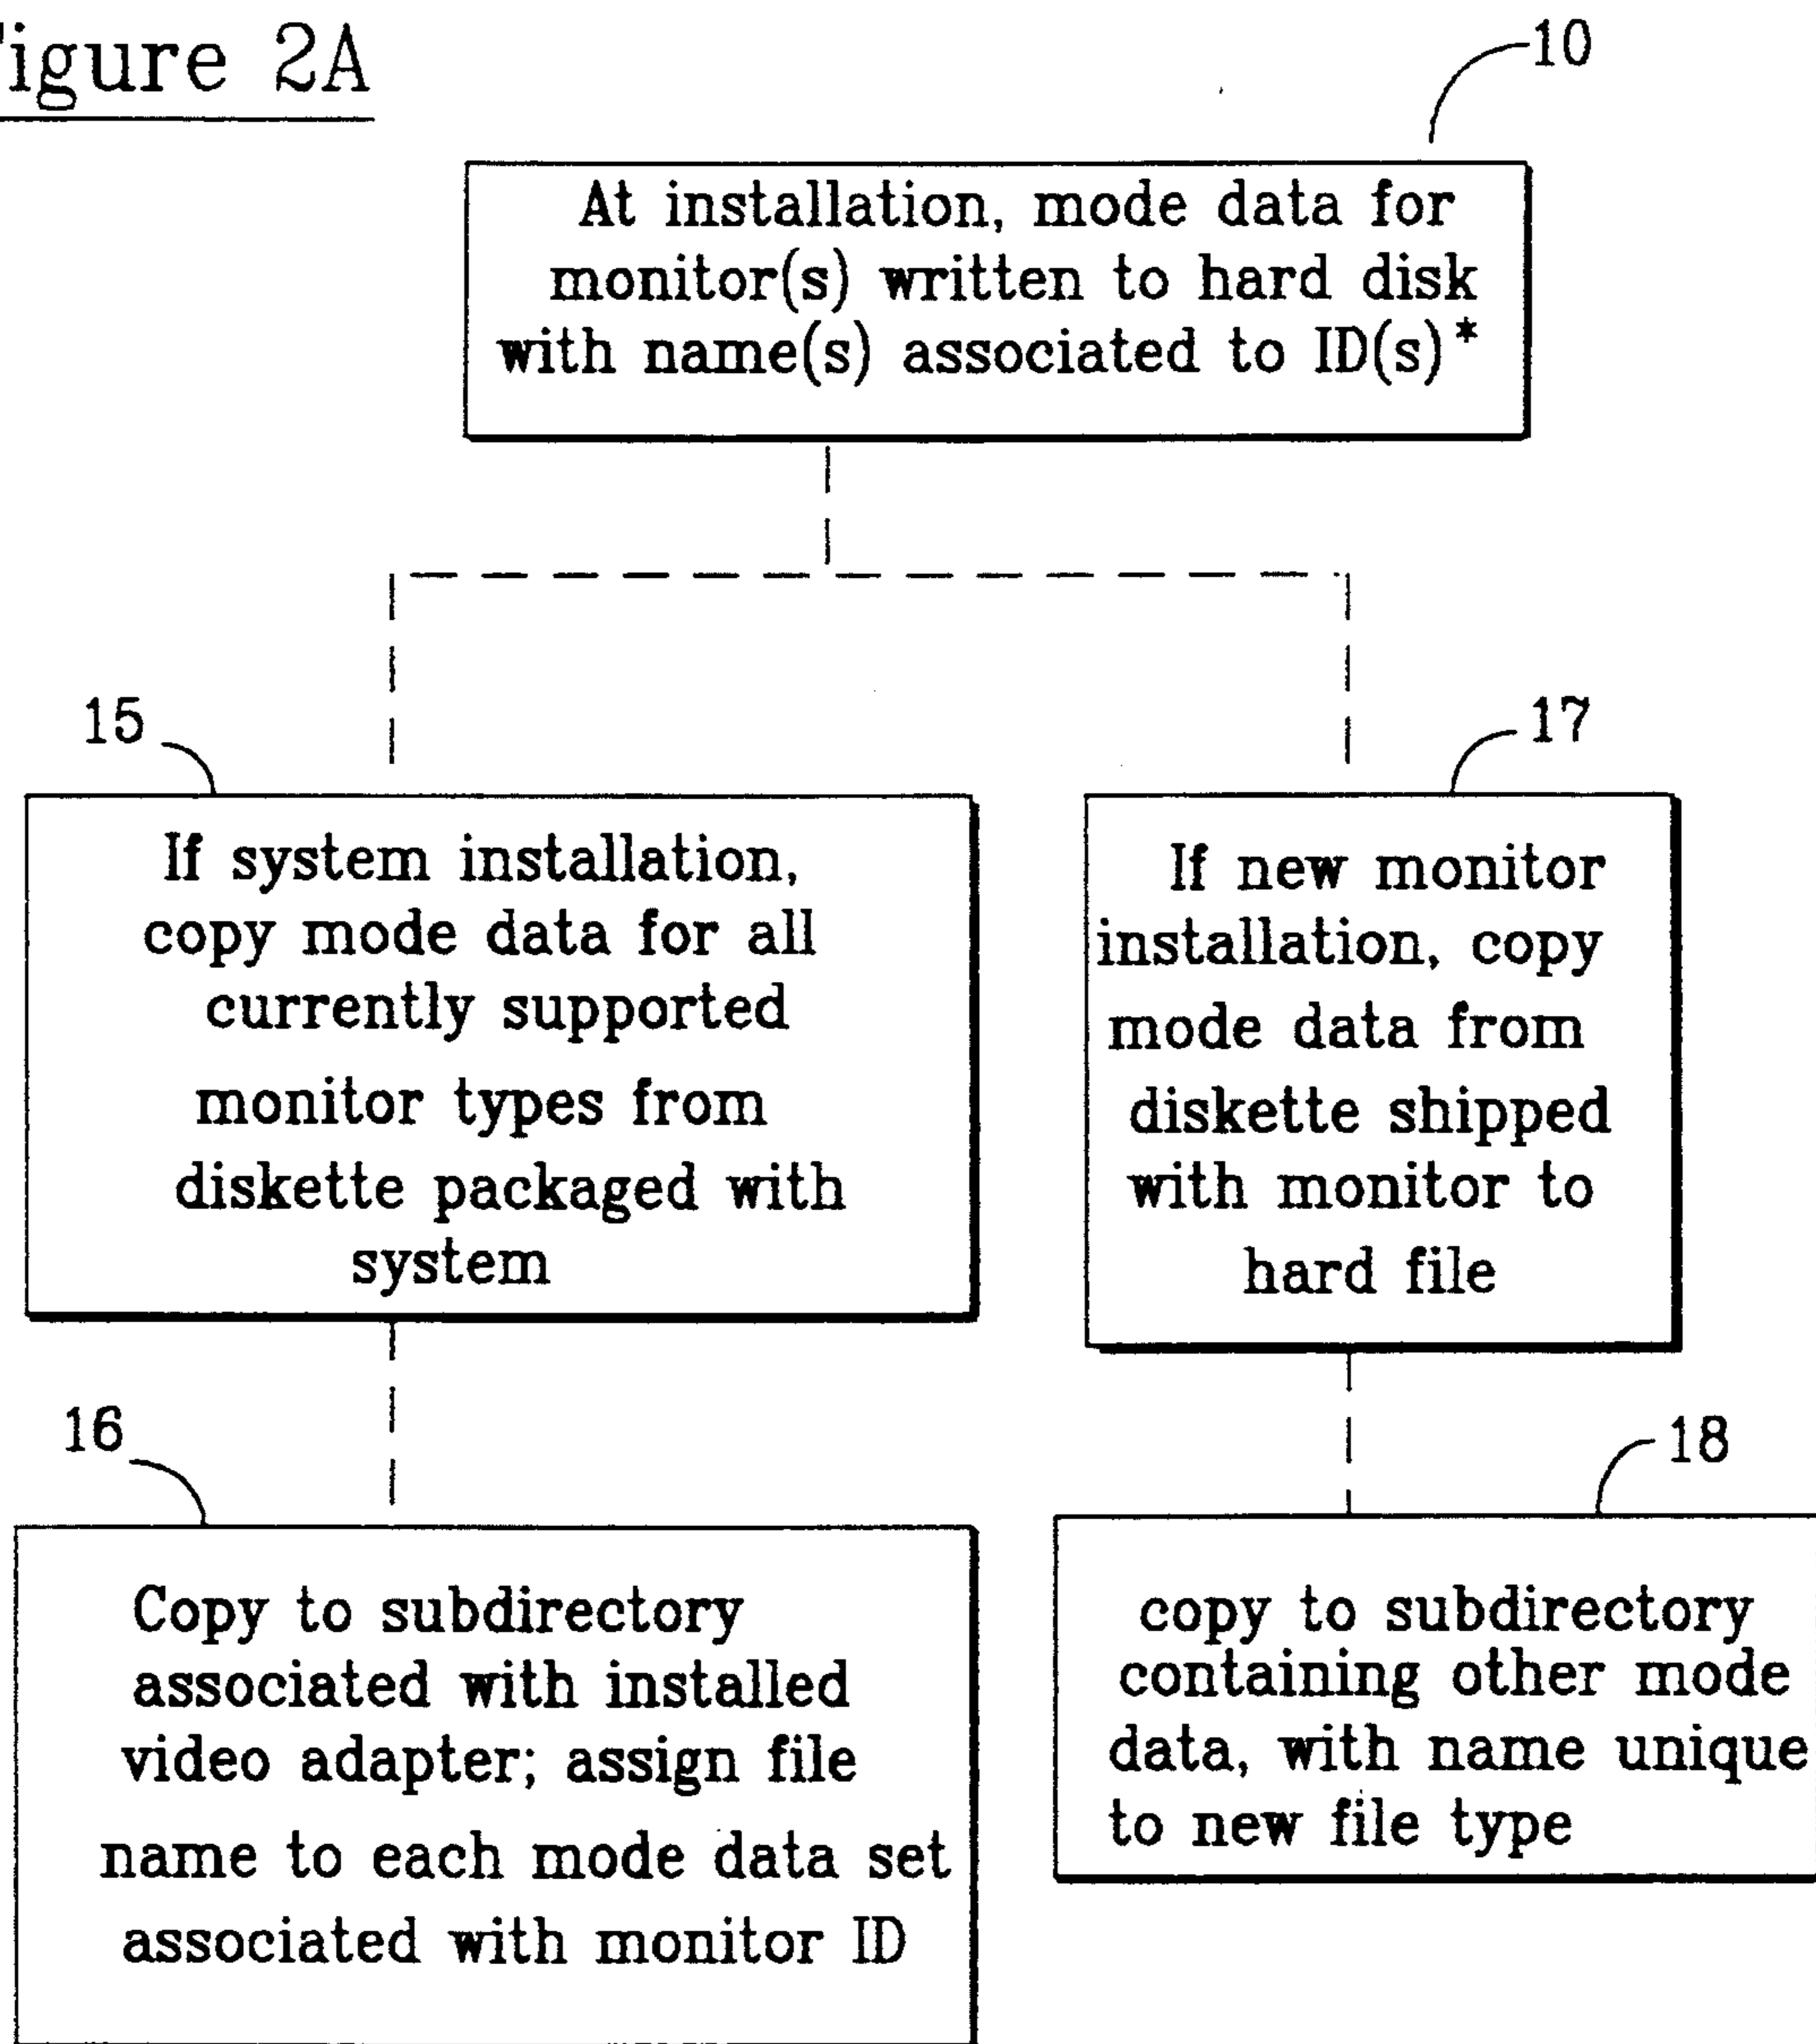 Figure 2A
10
At installation, mode data for
monitor(s) written to hard disk
with name(s) associated to ID(s)*
15
If system installation,
copy mode data for all
currently supported
monitor types from
diskette packaged with
system
17
If new monitor
installation, copy
mode data from
diskette shipped
with monitor to
hard file
16
Copy to subdirectory
associated with installed
video adapter; assign file
name to each mode data set
associated with monitor ID
18
copy to subdirectory
containing other mode
data, with name unique
to new file type